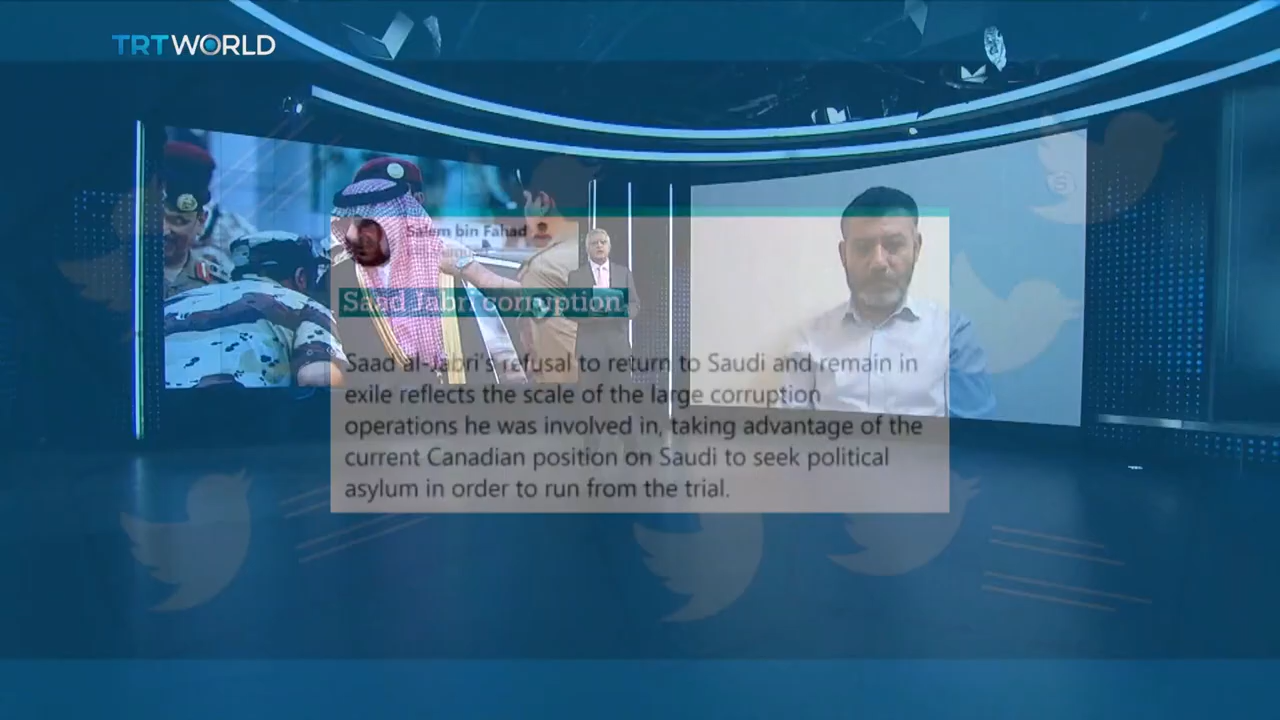 TRT WORLD
Salem bin Fahad
Saad Jabri corruption.
Saad al-Jabri's refusal to return to Saudi and remain in
exile reflects the scale of the large corruption
operations he was involved in, taking advantage of the
current Canadian position on Saudi to seek political
asylum in order to run from the trial.